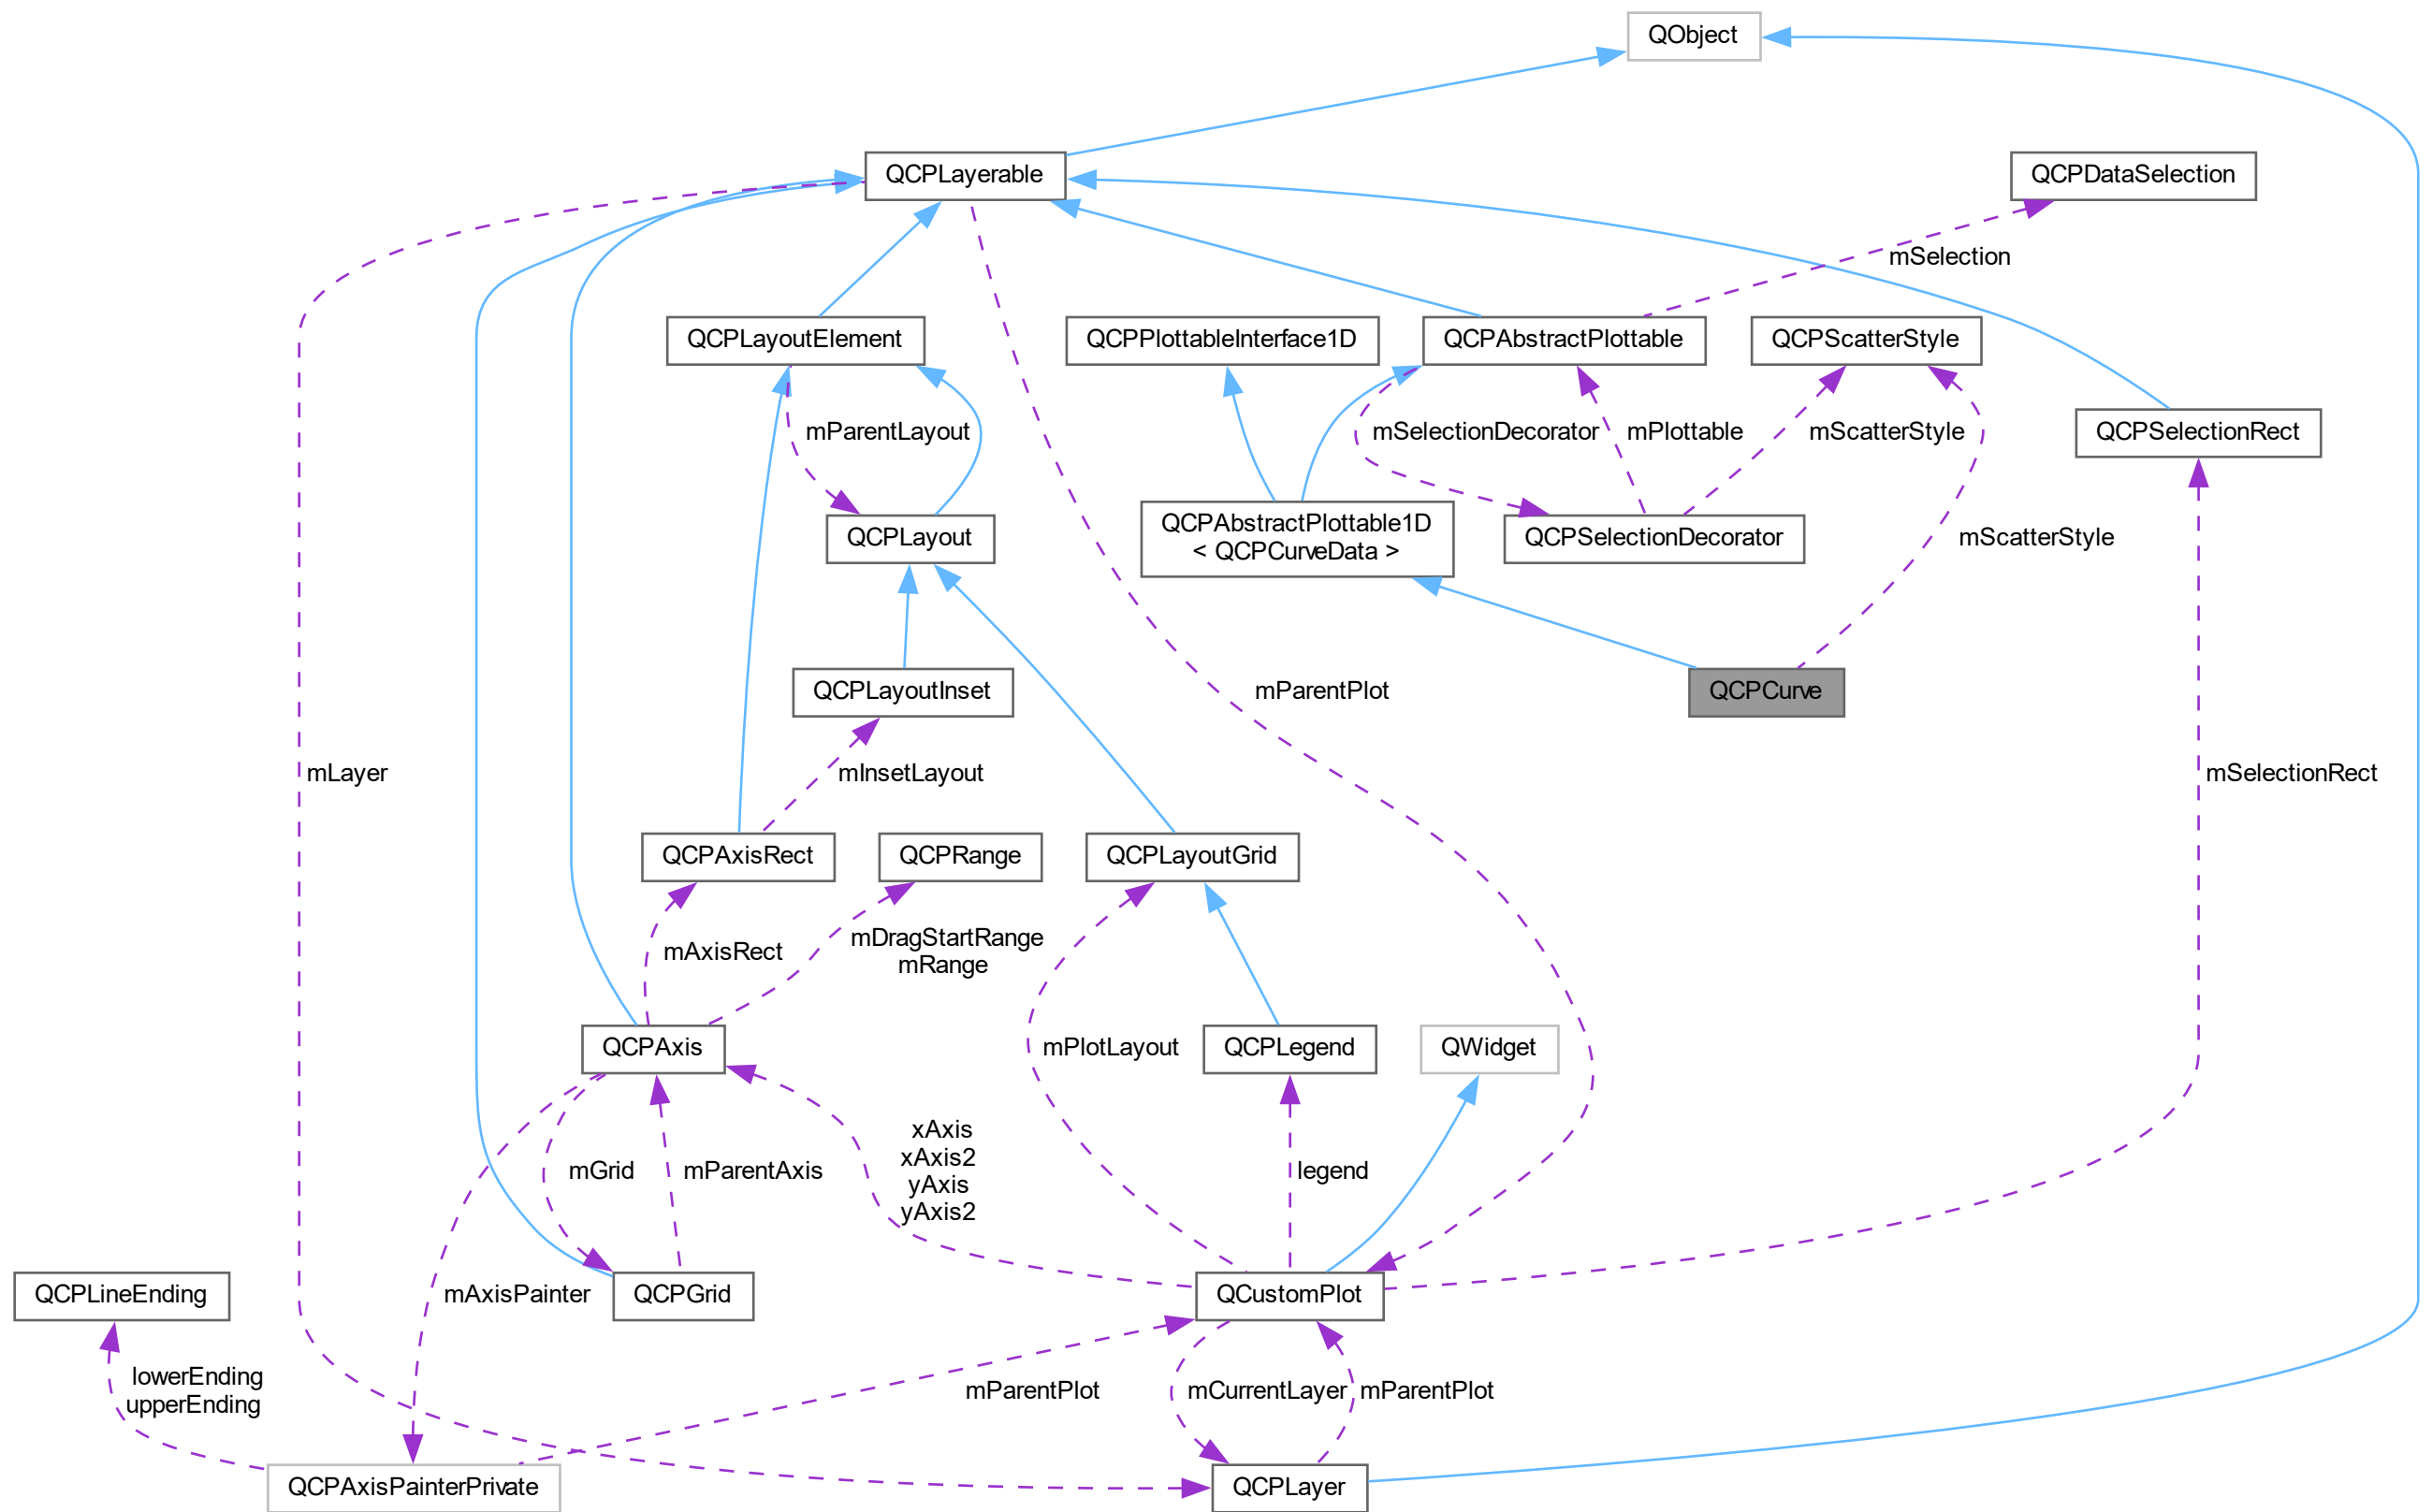 QObject
QCPLayerable
QCPDataSelection
mSelection
QCPLayoutElement
QCPPlottableInterface1D
QCPAbstractPlottable
QCPScatterStyle
mParentLayout
mSelectionDecorator
mPlottable
mScatterStyle
QCPSelectionRect
QCPLayout
QCPAbstractPlottable1D
< QCPCurveData >
QCPSelectionDecorator
mScatterStyle
QCPLayoutInset
mParentPlot
QCPCurve
mLayer
mInsetLayout
mSelectionRect
QCPAxisRect
QCPRange
QCPLayoutGrid
mAxisRect
mDragStartRange
mRange
QCPAxis
mPlotLayout
QCPLegend
QWidget
mGrid
mParentAxis
xAxis
xAxis2
yAxis
yAxis2
legend
QCPLineEnding
mAxisPainter
QCPGrid
QCustomPlot
lowerEnding
upperEnding
mParentPlot
mCurrentLayer
mParentPlot
QCPAxisPainterPrivate
QCPLayer